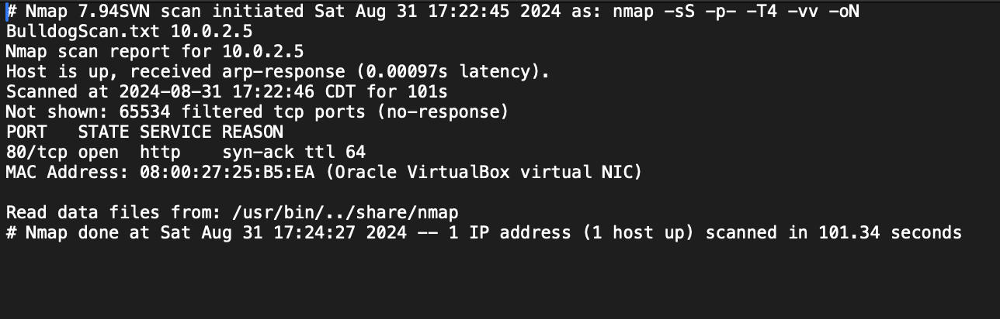 # Nmap 7.94SVN scan initiated Sat Aug 31 17:22:45 2024 as: nmap -sS -p- -T4 -vv -oN
BulldogScan.txt 10.0.2.5
Nmap scan report for 10.0.2.5
Host is up, received arp-response (0.00097s latency).
Scanned at 2024-08-31 17:22:46 CDT for 101s
Not shown: 65534 filtered tcp ports (no-response)
PORT   STATE SERVICE REASON
80/tcp open  http    syn-ack ttl 64
MAC Address: 08:00:27:25:B5:EA (Oracle VirtualBox virtual NIC)

Read data files from: /usr/bin/../share/nmap
# Nmap done at Sat Aug 31 17:24:27 2024 -- 1 IP address (1 host up) scanned in 101.34 seconds